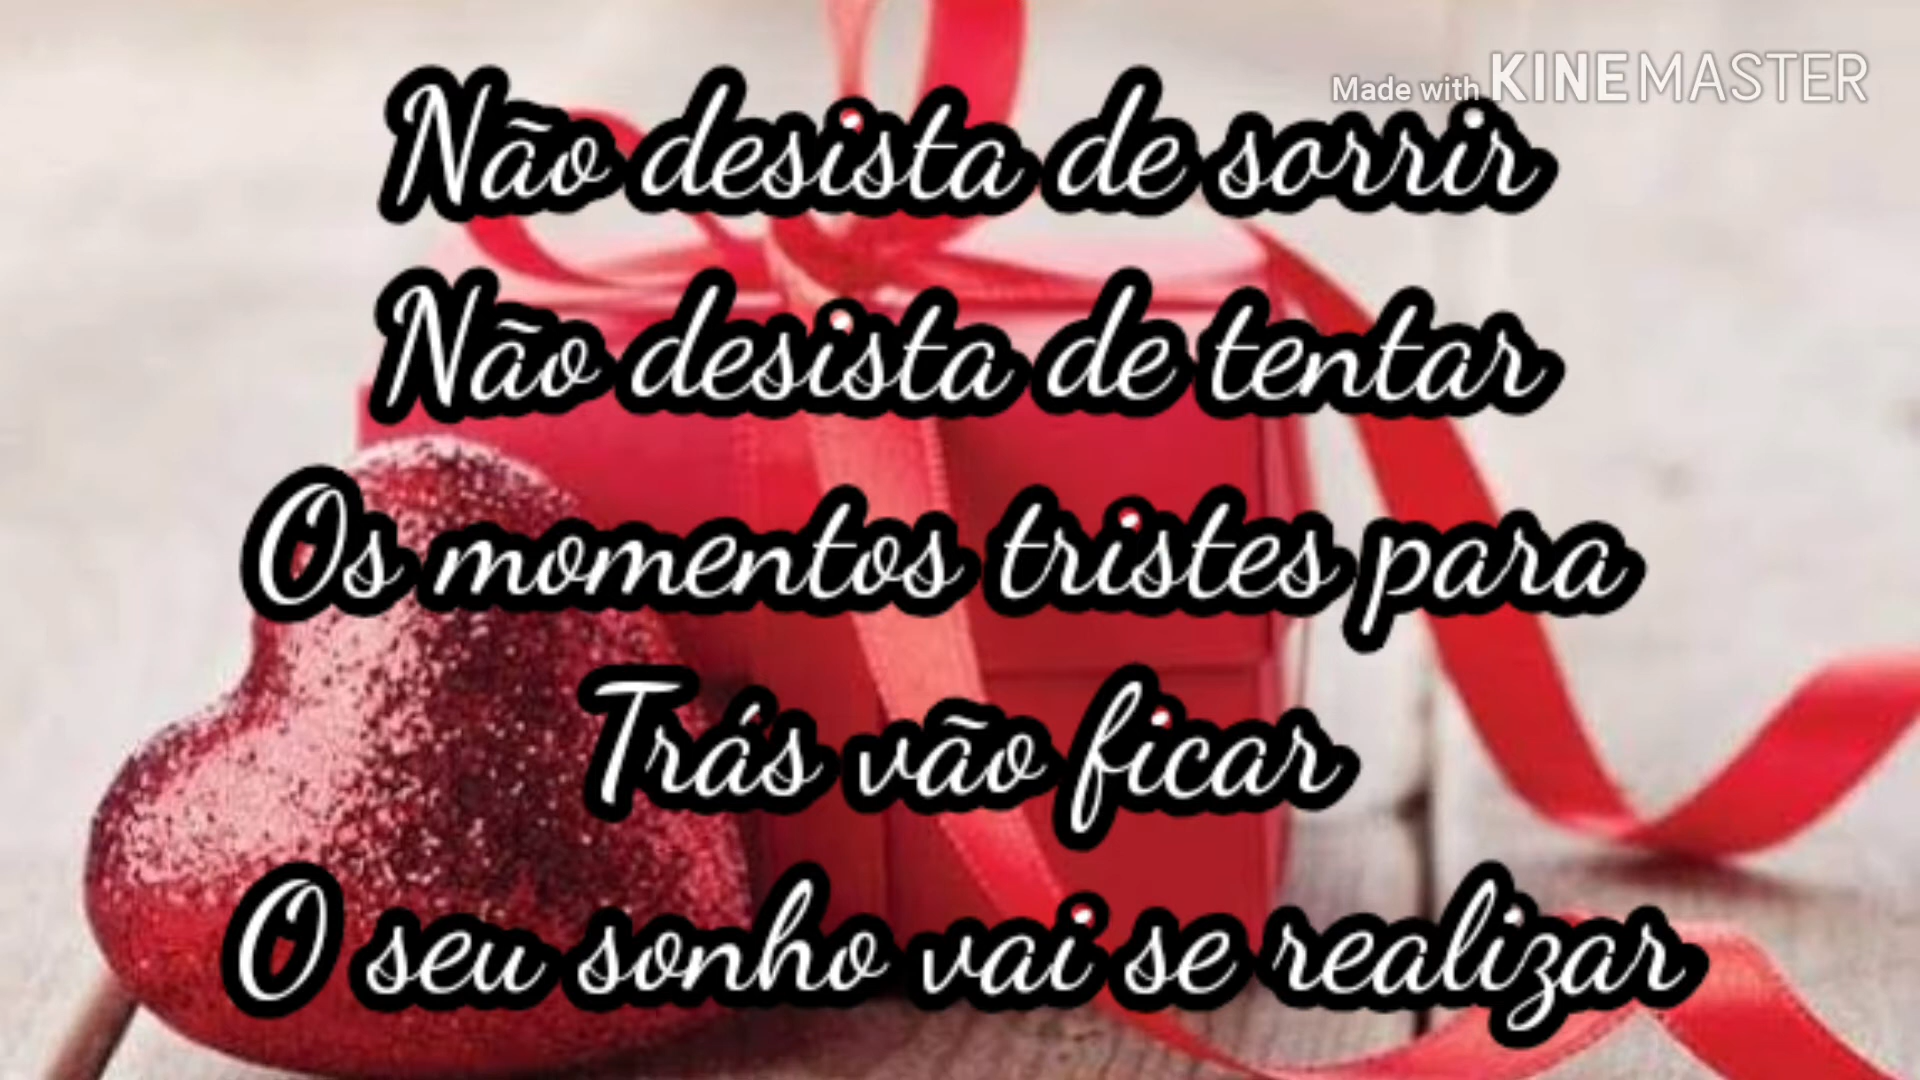 Made with KINEMASTER
Não desista de sorrir
Não desista de tentar
Os momentos tristes para
Trás vão ficar
O seu sonho vai se realizar